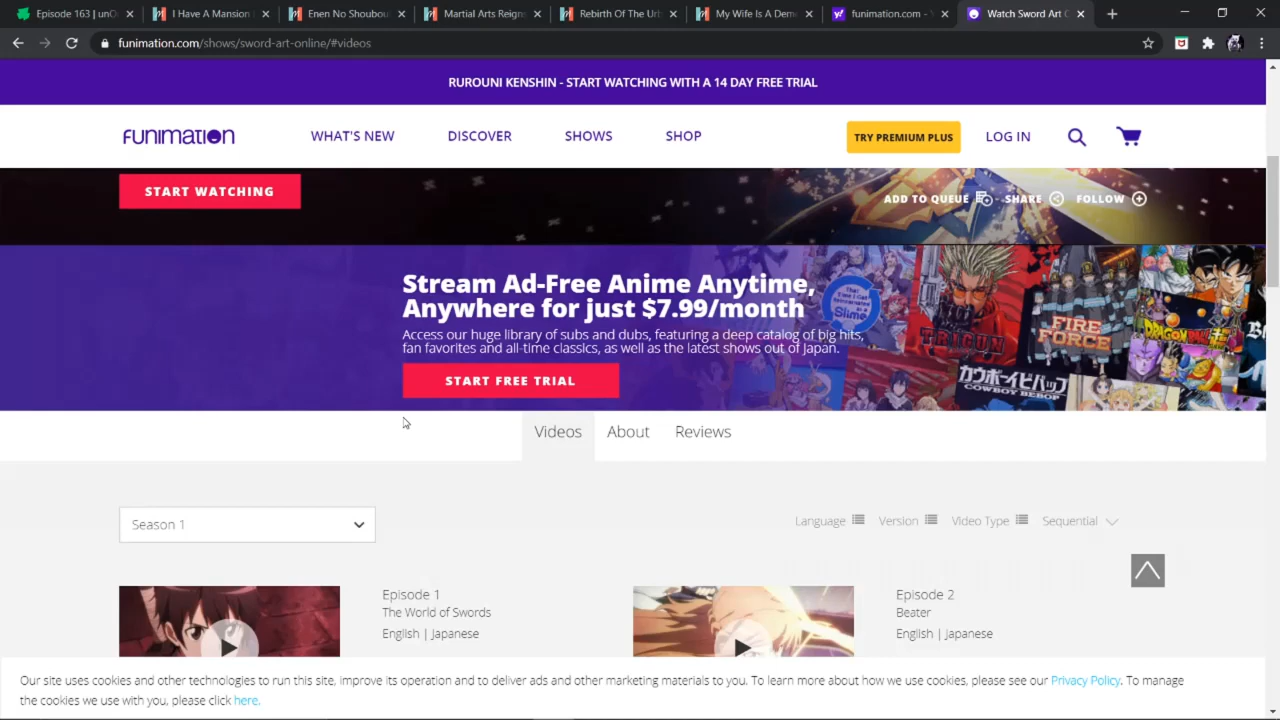 Episode 163 | unO
I Have A Mansion
Enen No Shoubou
Martial Arts Reign
Rebirth Of The Ur
My Wife Is A Dem
funimation.com -
Watch Sword Art
funimation.com/shows/sword-art-online/#videos
RUROUNI KENSHIN - START WATCHING WITH A 14 DAY FREE TRIAL
FUNIMATION
WHAT'S NEW
DISCOVER
SHOWS
SHOP
TRY PREMIUM PLUS
LOG IN
START WATCHING
ADD TO QUEUE
SHARE
FOLLOW
Stream Ad-Free Anime Anytime,
Anywhere for just $7.99/month
Access our huge library of subs and dubs, featuring a deep catalog of big hits,
fan favorites and all-time classics, as well as the latest shows out of Japan.
START FREE TRIAL
That
Time I Got
Reincarnated
as a
Slime
TRIGUN
FIRE
FORCE
DRAGONBALL
カウボーイビバップ
COWBOY BEBOP
Videos
About
Reviews
Season 1
Language
Version
Video Type
Sequential
Episode 1
The World of Swords
English | Japanese
Episode 2
Beater
English | Japanese
Our site uses cookies and other technologies to run this site, improve its operation and to deliver ads and other marketing materials to you. To learn more about how we use cookies, please see our Privacy Policy. To manage
the cookies we use with you, please click here.